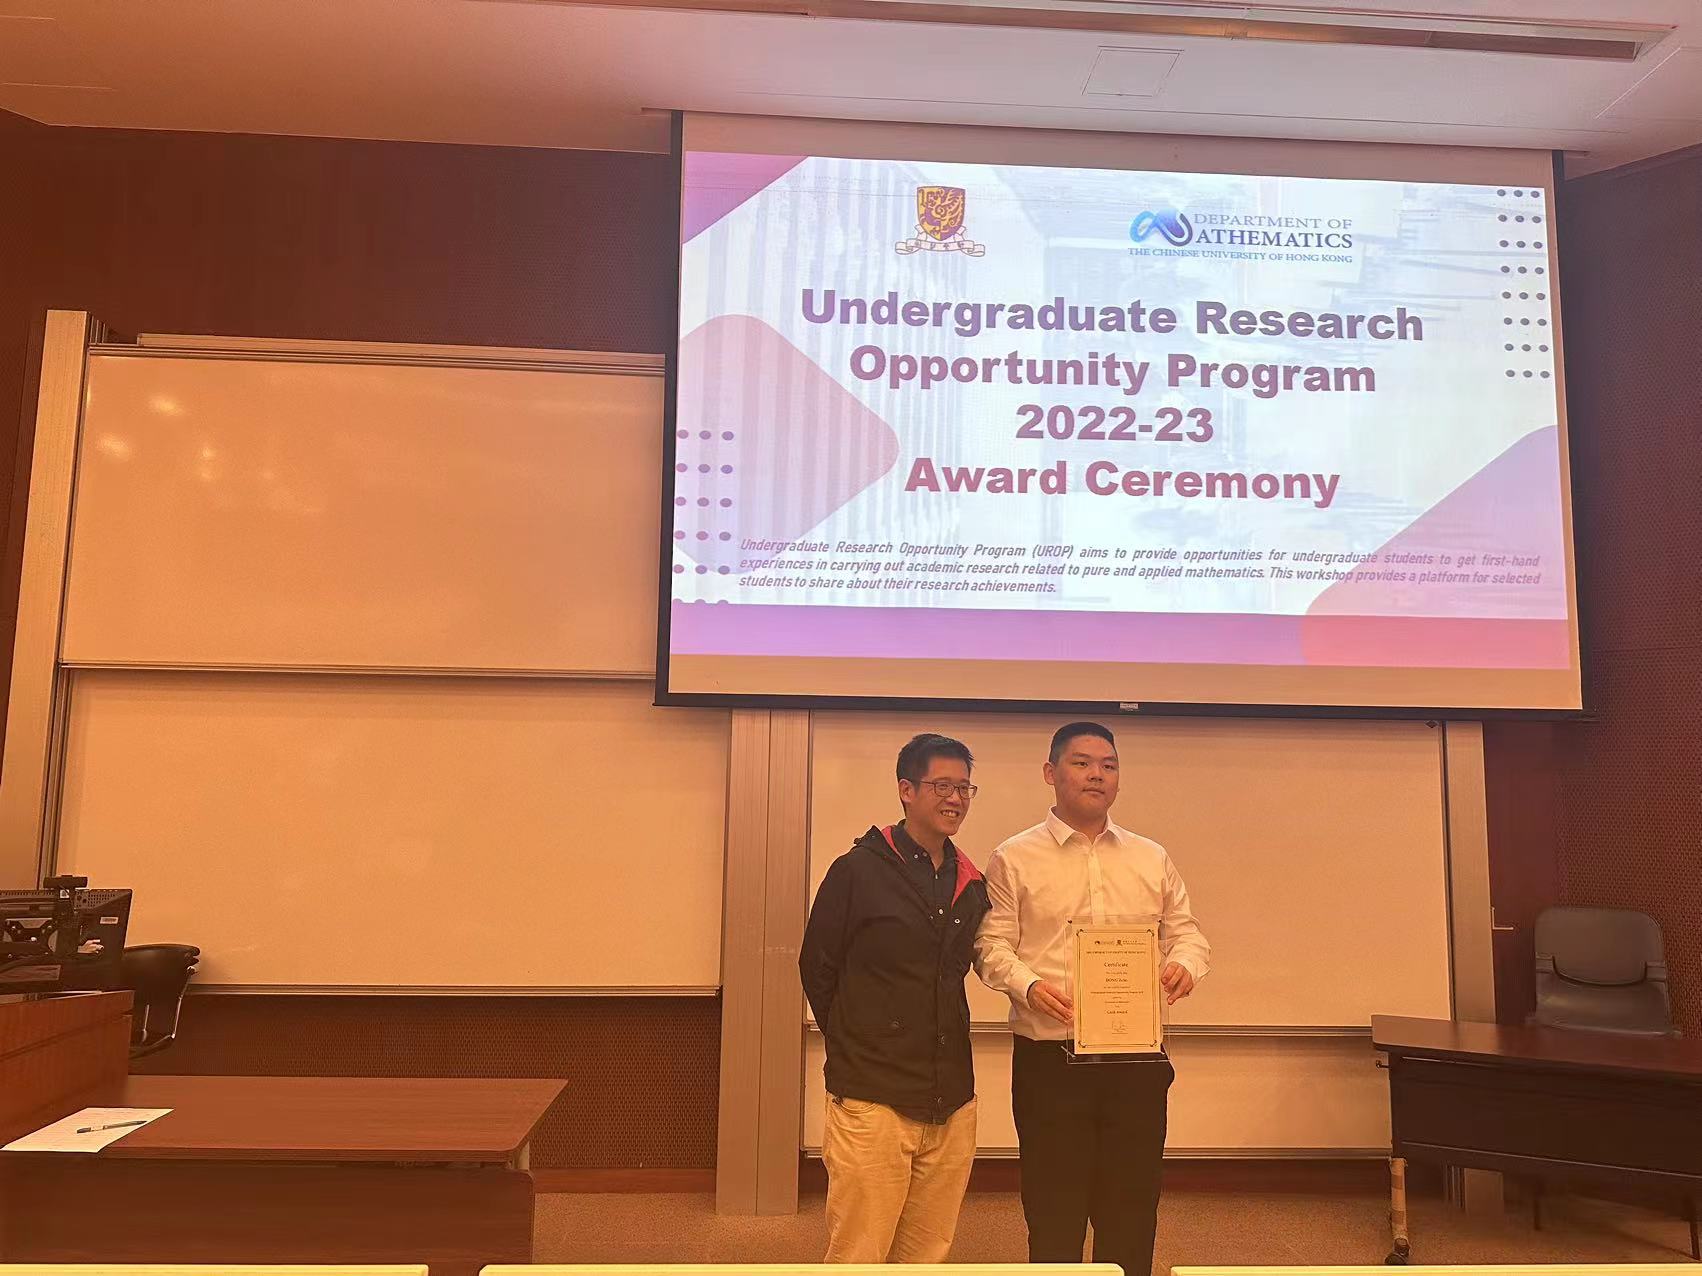 DEPARTMENT OF
MATHEMATICS
THE CHINESE UNIVERSITY OF HONG KONG
Undergraduate Research
Opportunity Program
2022-23
Award Ceremony
Undergraduate Research Opportunity Program (UROP) aims to provide opportunities for undergraduate students to get first-hand
experiences in carrying out academic research related to pure and applied mathematics. This workshop provides a platform for selected
students to share about their research achievements.
Certificate